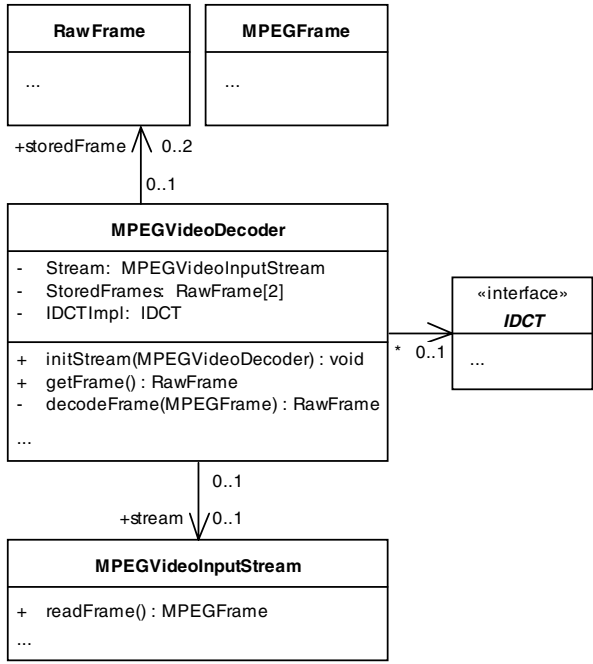 RawFrame
...
MPEGFrame
...
+storedFrame 0..2
0..1
MPEGVideoDecoder
- Stream: MPEGVideoInputStream
- StoredFrames: RawFrame[2]
- IDCTImpl: IDCT
+ initStream(MPEGVideoDecoder) : void
+ getFrame() : RawFrame
- decodeFrame(MPEGFrame) : RawFrame
...
* 0..1
«interface»
IDCT
...
0..1
+stream 0..1
MPEGVideoInputStream
+ readFrame() : MPEGFrame
...